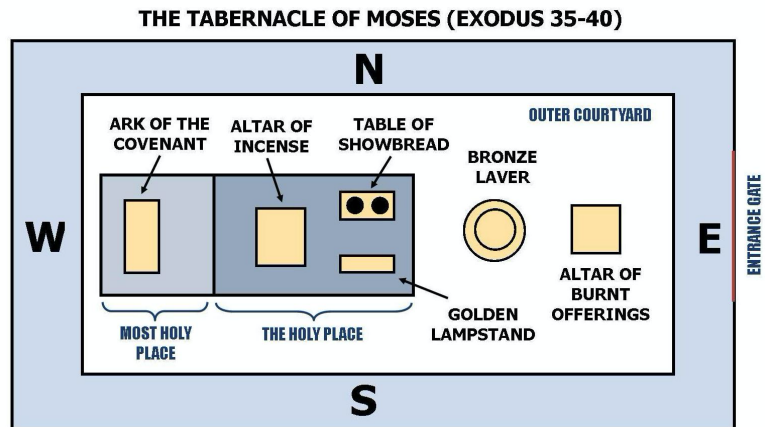 THE TABERNACLE OF MOSES (EXODUS 35-40)
N
OUTER COURTYARD
ARK OF THE
COVENANT
ALTAR OF
INCENSE
TABLE OF
SHOWBREAD
BRONZE
LAVER
W
E
ENTRANCE GATE
ALTAR OF
BURNT
OFFERINGS
GOLDEN
LAMPSTAND
MOST HOLY
PLACE
THE HOLY PLACE
S